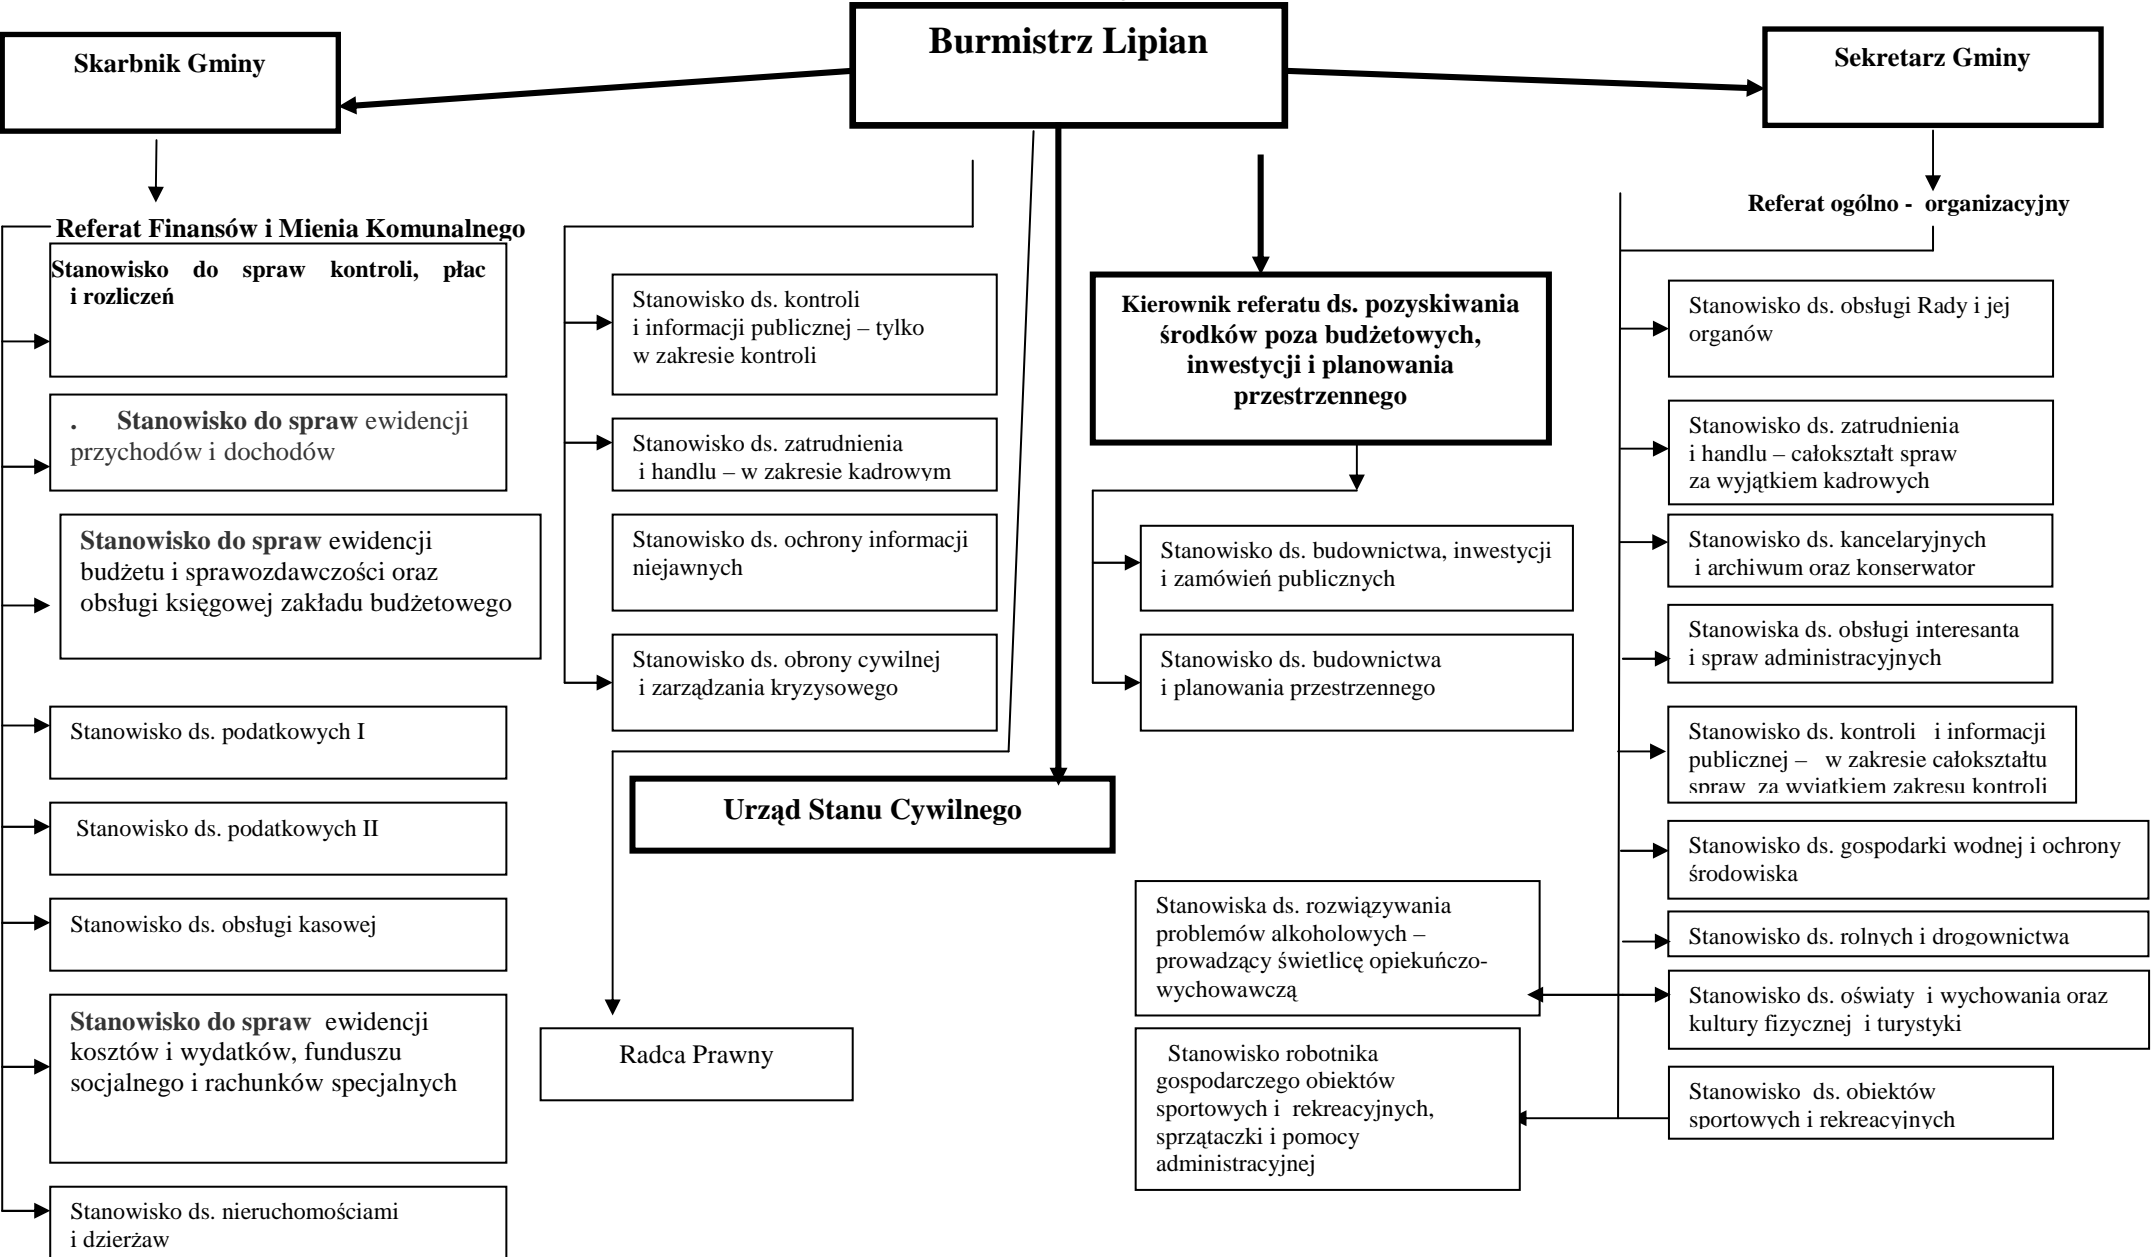 Burmistrz Lipian
Skarbnik Gminy
Sekretarz Gminy
Referat Finansów i Mienia Komunalnego
Stanowisko do spraw kontroli, płac
i rozliczeń
. Stanowisko do spraw ewidencji
przychodów i dochodów
Stanowisko do spraw ewidencji
budżetu i sprawozdawczości oraz
obsługi księgowej zakładu budżetowego
Stanowisko ds. podatkowych I
Stanowisko ds. podatkowych II
Stanowisko ds. obsługi kasowej
Stanowisko do spraw ewidencji
kosztów i wydatków, funduszu
socjalnego i rachunków specjalnych
Stanowisko ds. nieruchomościami
i dzierżaw
Stanowisko ds. kontroli
i informacji publicznej – tylko
w zakresie kontroli
Stanowisko ds. zatrudnienia
i handlu – w zakresie kadrowym
Stanowisko ds. ochrony informacji
niejawnych
Stanowisko ds. obrony cywilnej
i zarządzania kryzysowego
Urząd Stanu Cywilnego
Radca Prawny
Kierownik referatu ds. pozyskiwania
środków poza budżetowych,
inwestycji i planowania
przestrzennego
Stanowisko ds. budownictwa, inwestycji
i zamówień publicznych
Stanowisko ds. budownictwa
i planowania przestrzennego
Stanowiska ds. rozwiązywania
problemów alkoholowych –
prowadzący świetlicę opiekuńczo-
wychowawczą
Stanowisko robotnika
gospodarczego obiektów
sportowych i rekreacyjnych,
sprzątaczki i pomocy
administracyjnej
Referat ogólno - organizacyjny
Stanowisko ds. obsługi Rady i jej
organów
Stanowisko ds. zatrudnienia
i handlu – całokształt spraw
za wyjątkiem kadrowych
Stanowisko ds. kancelaryjnych
i archiwum oraz konserwator
Stanowiska ds. obsługi interesanta
i spraw administracyjnych
Stanowisko ds. kontroli i informacji
publicznej – w zakresie całokształtu
spraw za wyjątkiem zakresu kontroli
Stanowisko ds. gospodarki wodnej i ochrony
środowiska
Stanowisko ds. rolnych i drogownictwa
Stanowisko ds. oświaty i wychowania oraz
kultury fizycznej i turystyki
Stanowisko ds. obiektów
sportowych i rekreacyjnych